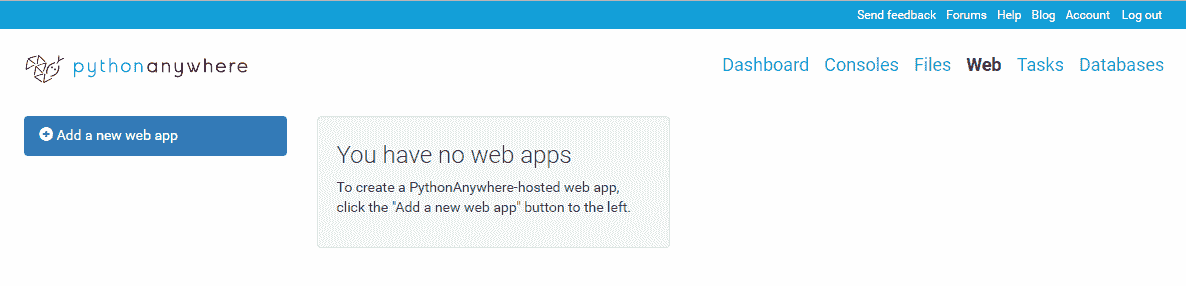 Send feedback Forums Help Blog Account Log out
pythonanywhere
Dashboard Consoles Files Web Tasks Databases
Add a new web app
You have no web apps
To create a PythonAnywhere-hosted web app,
click the "Add a new web app" button to the left.